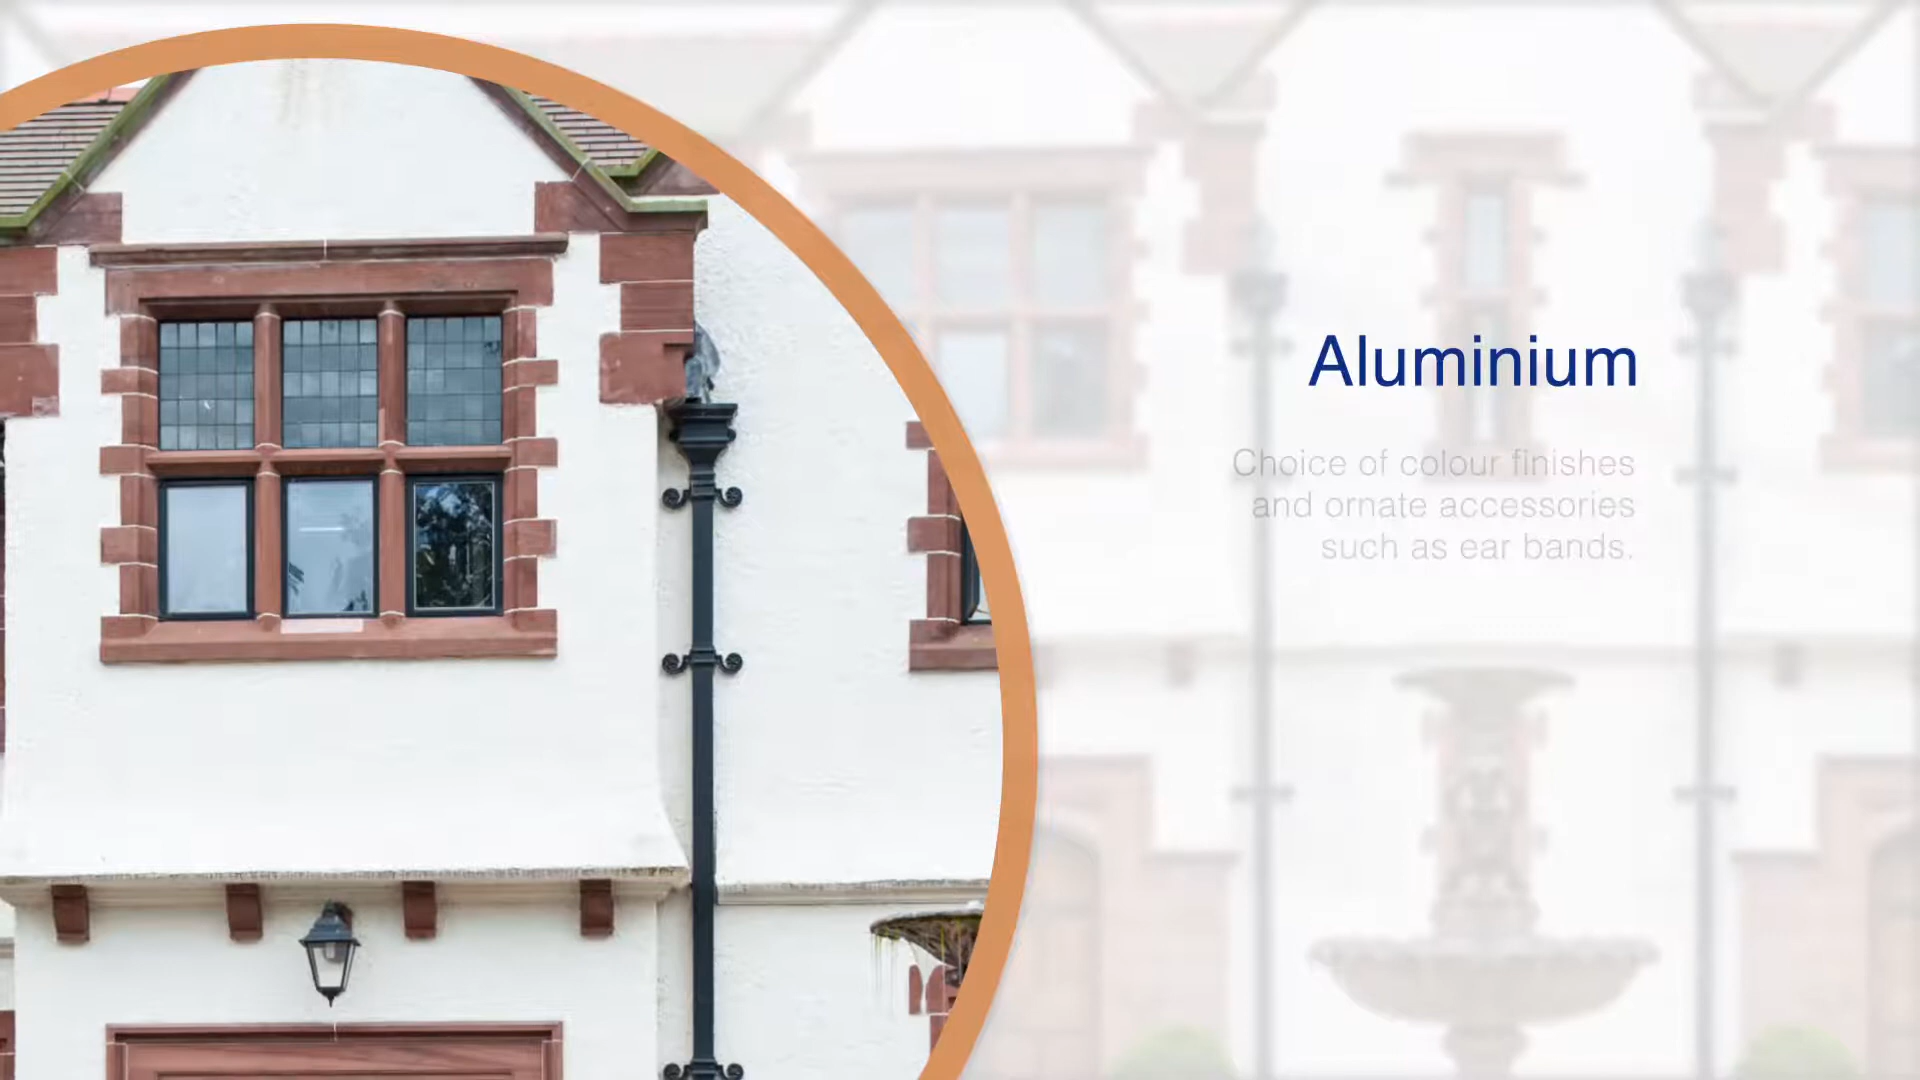 Aluminium
Choice of colour finishes
and ornate accessories
such as ear bands.